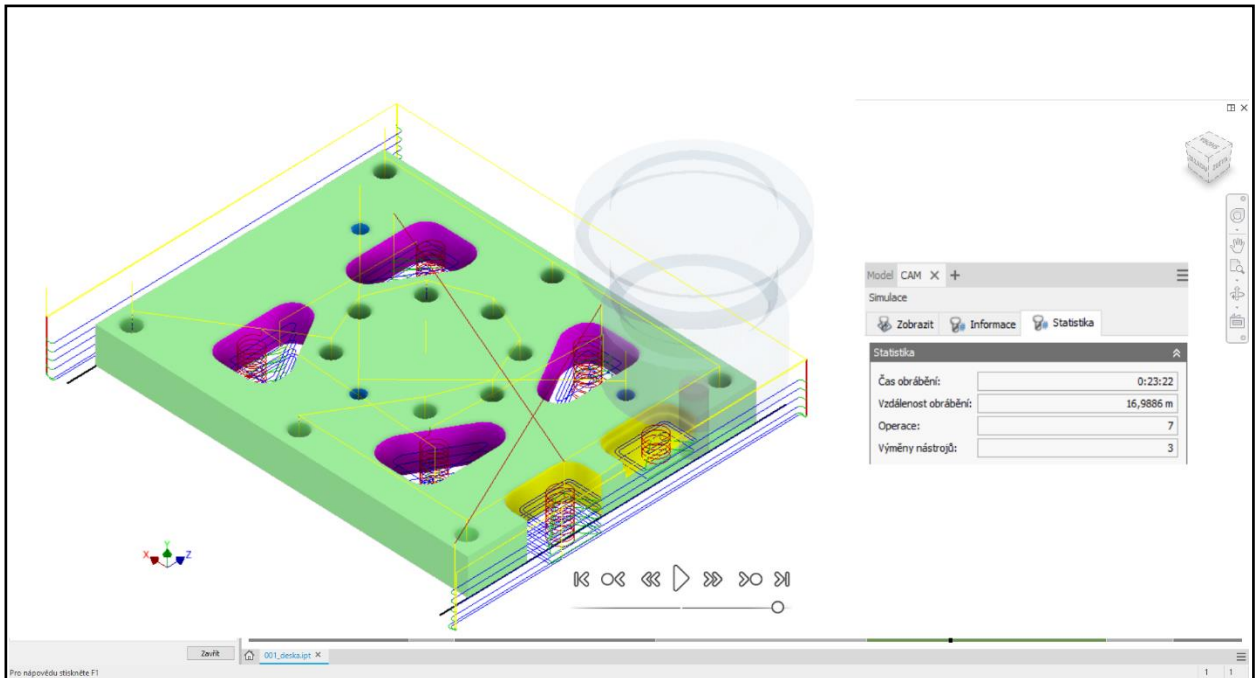 Model CAM
Simulace
Zobrazit Informace Statistika
Statistika
Čas obrábění: 0:23:22
Vzdálenost obrábění: 16,9886 m
Operace: 7
Výměny nástrojů: 3
X Y Z
Zavřít 001_deska.ipt
Pro nápovědu stiskněte F1 1 1